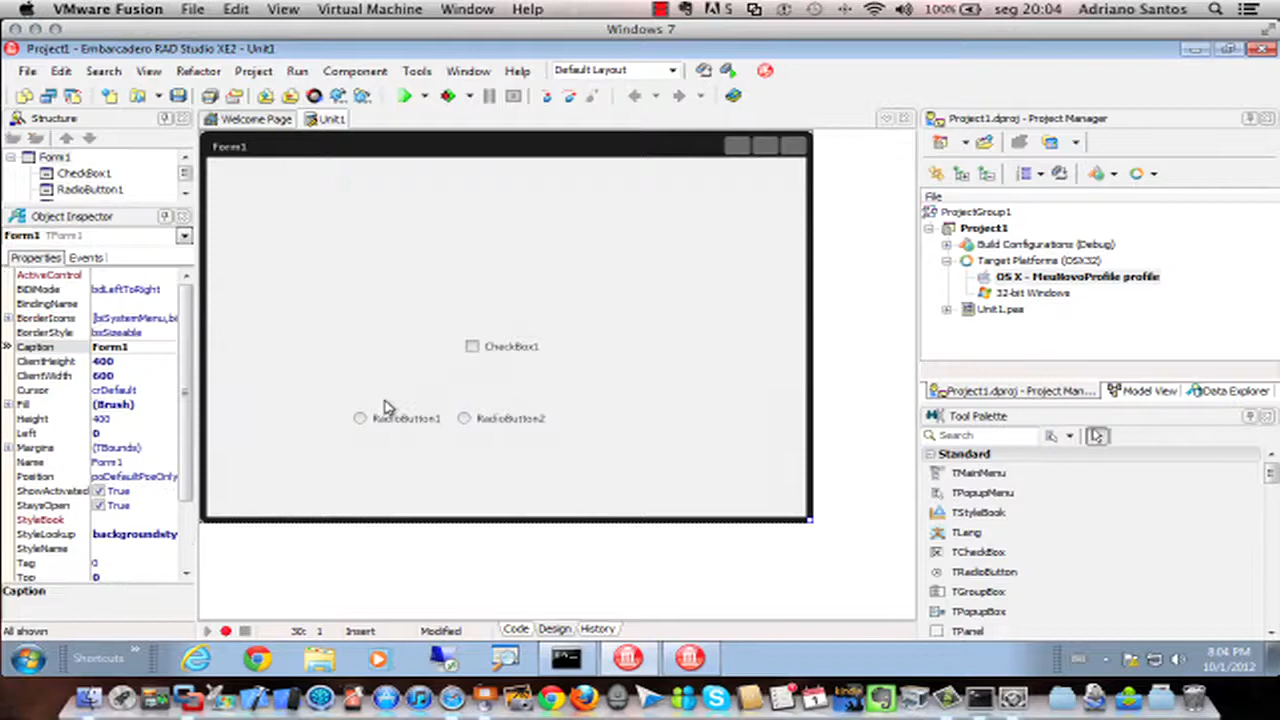 VMware Fusion File Edit View Virtual Machine Window Help 100% seg 20:04 Adriano Santos
Windows 7
Project1 - Embarcadero RAD Studio XE2 - Unit1
File Edit Search View Refactor Project Run Component Tools Window Help Default Layout
Structure
Welcome Page Unit1
Project1.dproj - Project Manager
Form1
CheckBox1
RadioButton1
Object Inspector
Form1 TForm1
Properties Events
ActiveControl
BiDiMode bdLeftToRight
BindingName
BorderIcons [biSystemMenu,bi
BorderStyle bsSizeable
Caption Form1
ClientHeight 400
ClientWidth 600
Cursor crDefault
Fill (Brush)
Height 400
Left 0
Margins (TBounds)
Name Form1
Position poDefaultPosOnly
ShowActivated True
StaysOpen True
StyleBook
StyleLookup backgroundsty
StyleName
Tag 0
Top 0
Caption
All shown
Form1
CheckBox1
RadioButton1 RadioButton2
30: 1 Insert Modified Code Design History
File
ProjectGroup1
Project1
Build Configurations (Debug)
Target Platforms (OSX32)
OS X - MeuNovoProfile profile
32-bit Windows
Unit1.pas
Project1.dproj - Project Man... Model View Data Explorer
Tool Palette
Search
Standard
TMainMenu
TPopupMenu
TStyleBook
TLang
TCheckBox
TRadioButton
TGroupBox
TPopupBox
TPanel
Shortcuts
8:04 PM
10/1/2012